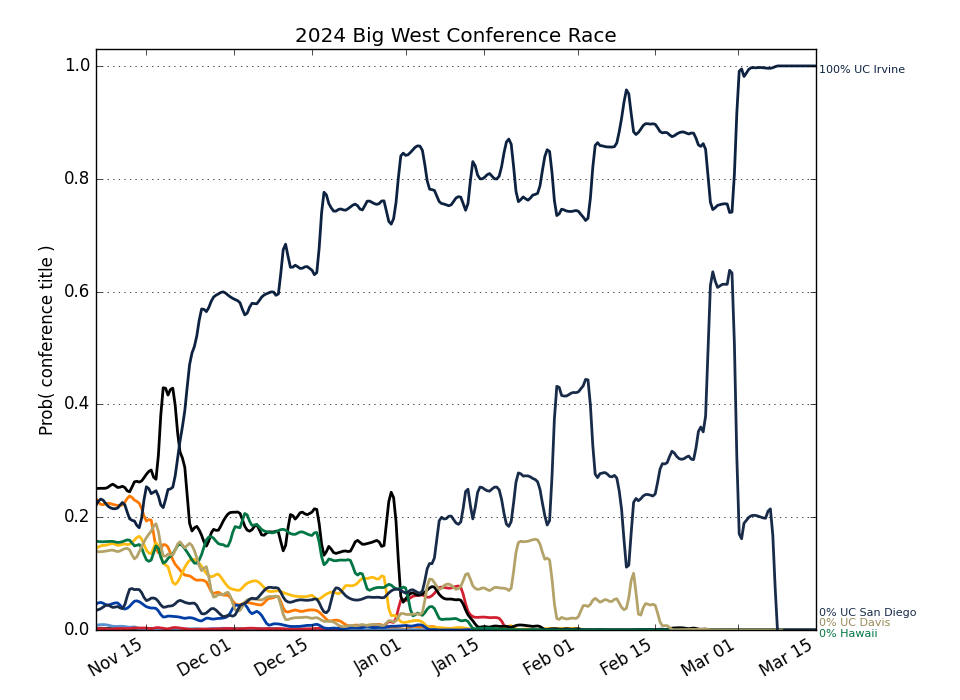 2024 Big West Conference Race
Prob( conference title )
1.0
0.8
0.6
0.4
0.2
0.0
Nov 15
Dec 01
Dec 15
Jan 01
Jan 15
Feb 01
Feb 15
Mar 01
Mar 15
100% UC Irvine
0% UC San Diego
0% UC Davis
0% Hawaii